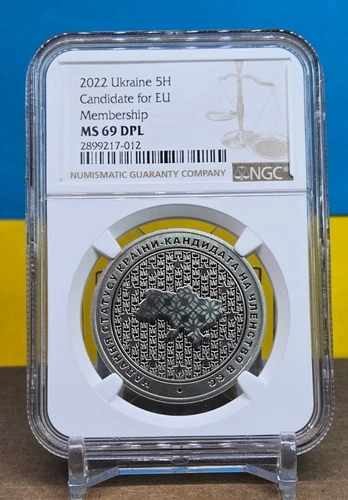 2022 Ukraine 5H
Candidate for EU
Membership
MS 69 DPL
2899217-012
NUMISMATIC GUARANTY COMPANY
NGC
НАДАННЯ СТАТУСУ КРАЇНИ-КАНДИДАТА НА ЧЛЕНСТВО В ЄС